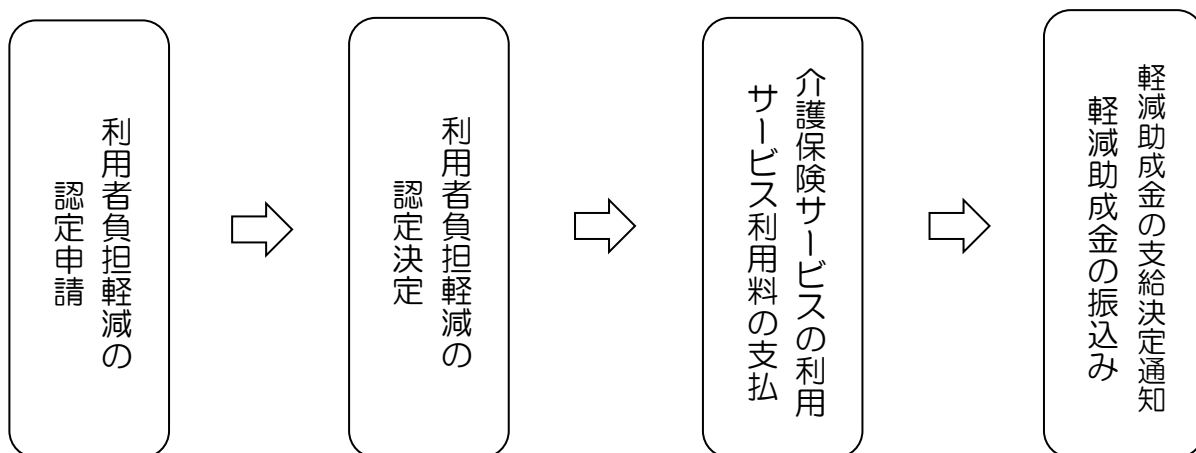 利用者負担軽減の
認定申請
利用者負担軽減の
認定決定
介護保険サービスの利用
サービス利用料の支払
軽減助成金の支給決定通知
軽減助成金の振込み